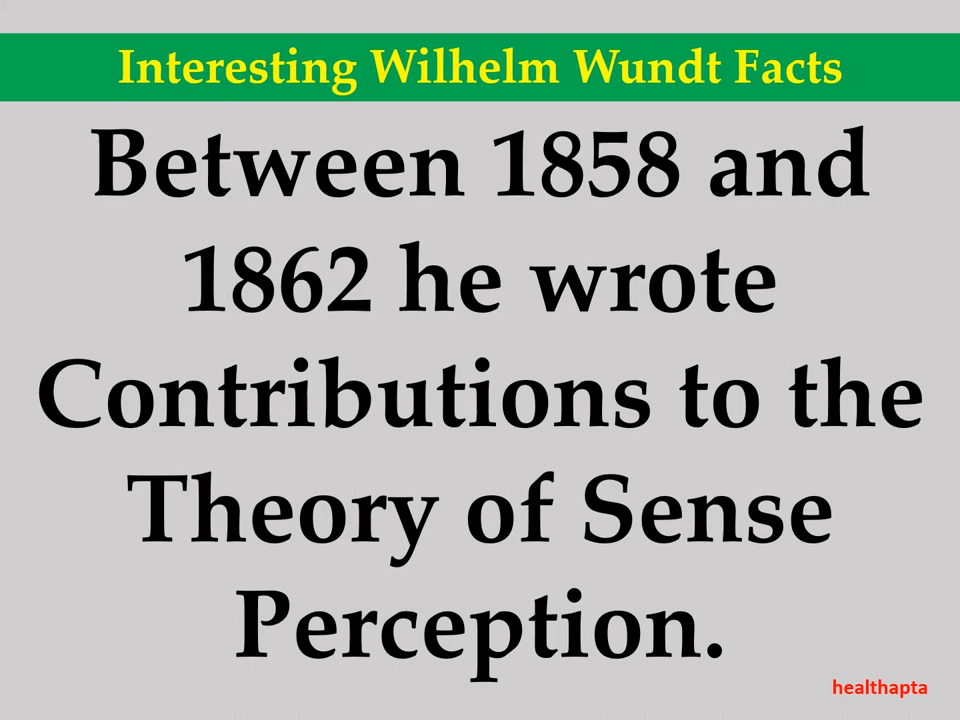 Interesting Wilhelm Wundt Facts
Between 1858 and
1862 he wrote
Contributions to the
Theory of Sense
Perception.
healthapta